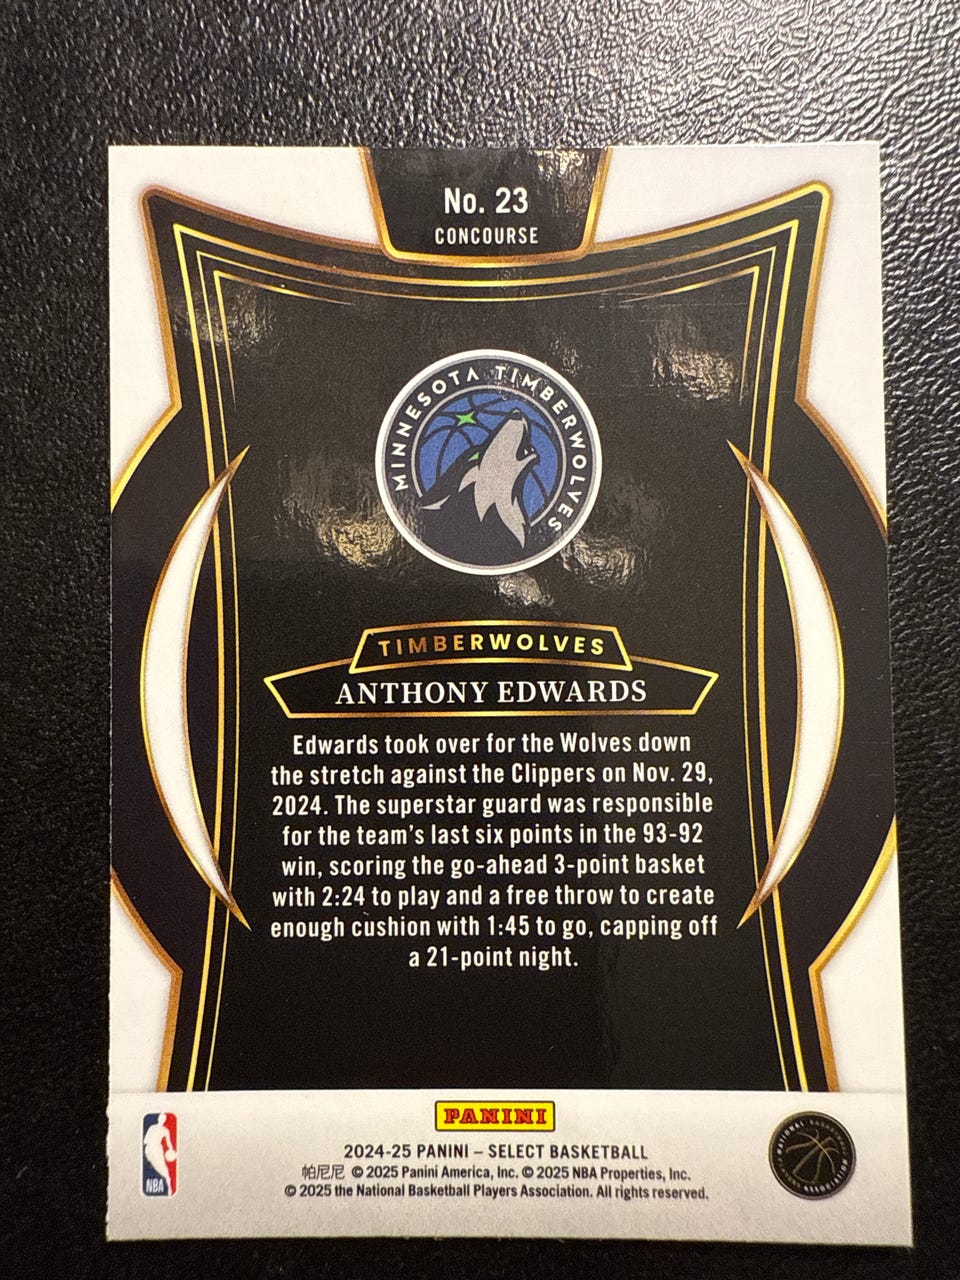 No. 23
CONCOURSE
MINNESOTA TIMBERWOLVES
TIMBERWOLVES
ANTHONY EDWARDS
Edwards took over for the Wolves down
the stretch against the Clippers on Nov. 29,
2024. The superstar guard was responsible
for the team's last six points in the 93-92
win, scoring the go-ahead 3-point basket
with 2:24 to play and a free throw to create
enough cushion with 1:45 to go, capping off
a 21-point night.
PANINI
2024-25 PANINI – SELECT BASKETBALL
帕尼尼 © 2025 Panini America, Inc. © 2025 NBA Properties, Inc.
© 2025 the National Basketball Players Association. All rights reserved.
NBA
NATIONAL BASKETBALL PLAYERS ASSOCIATION